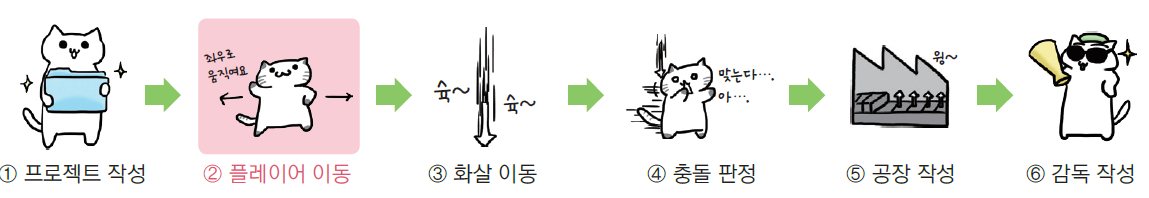 좌우로
움직여요
슉~
슉~
맞는다….
아….
윙~
① 프로젝트 작성
② 플레이어 이동
③ 화살 이동
④ 충돌 판정
⑤ 공장 작성
⑥ 감독 작성